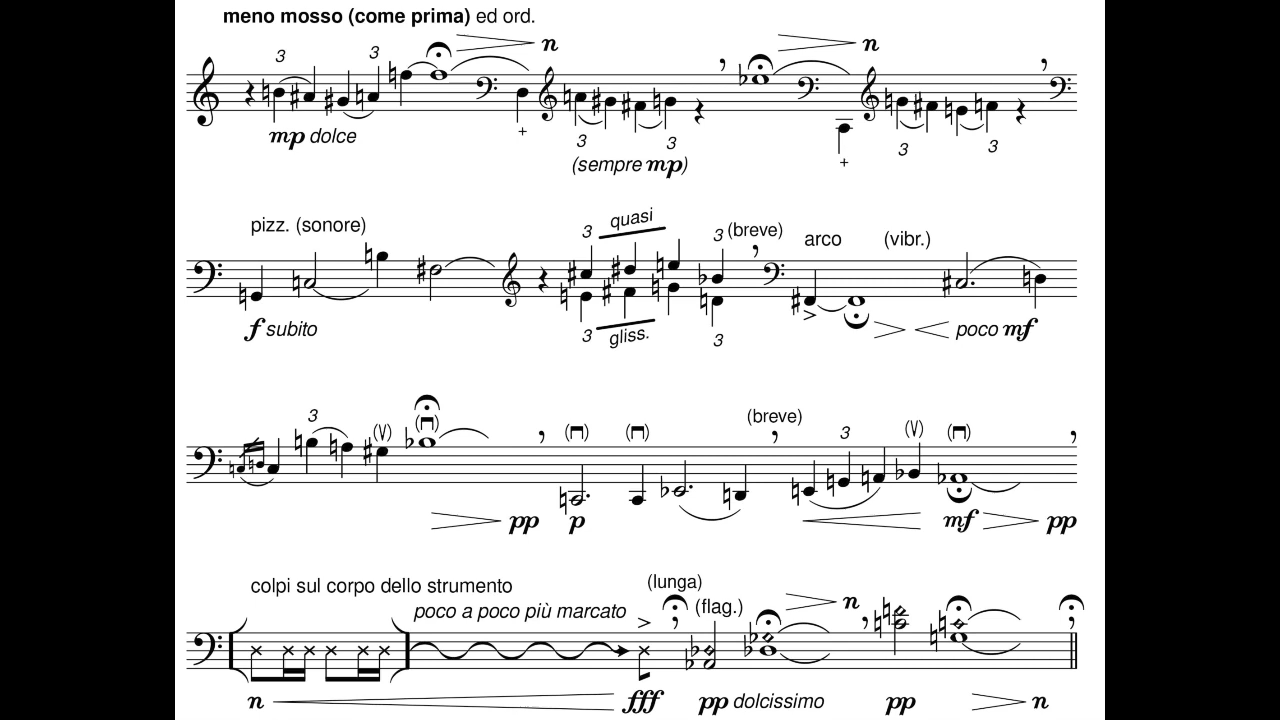 meno mosso (come prima) ed ord.
3 3 n n
mp dolce
+ +
3 3 3 3
(sempre mp)
pizz. (sonore) 3 quasi 3 (breve) arco (vibr.)
f subito 3 gliss. 3 poco mf
3 (breve) 3
pp p mf pp
colpi sul corpo dello strumento (lunga)
poco a poco più marcato (flag.) n
n fff pp dolcissimo pp n